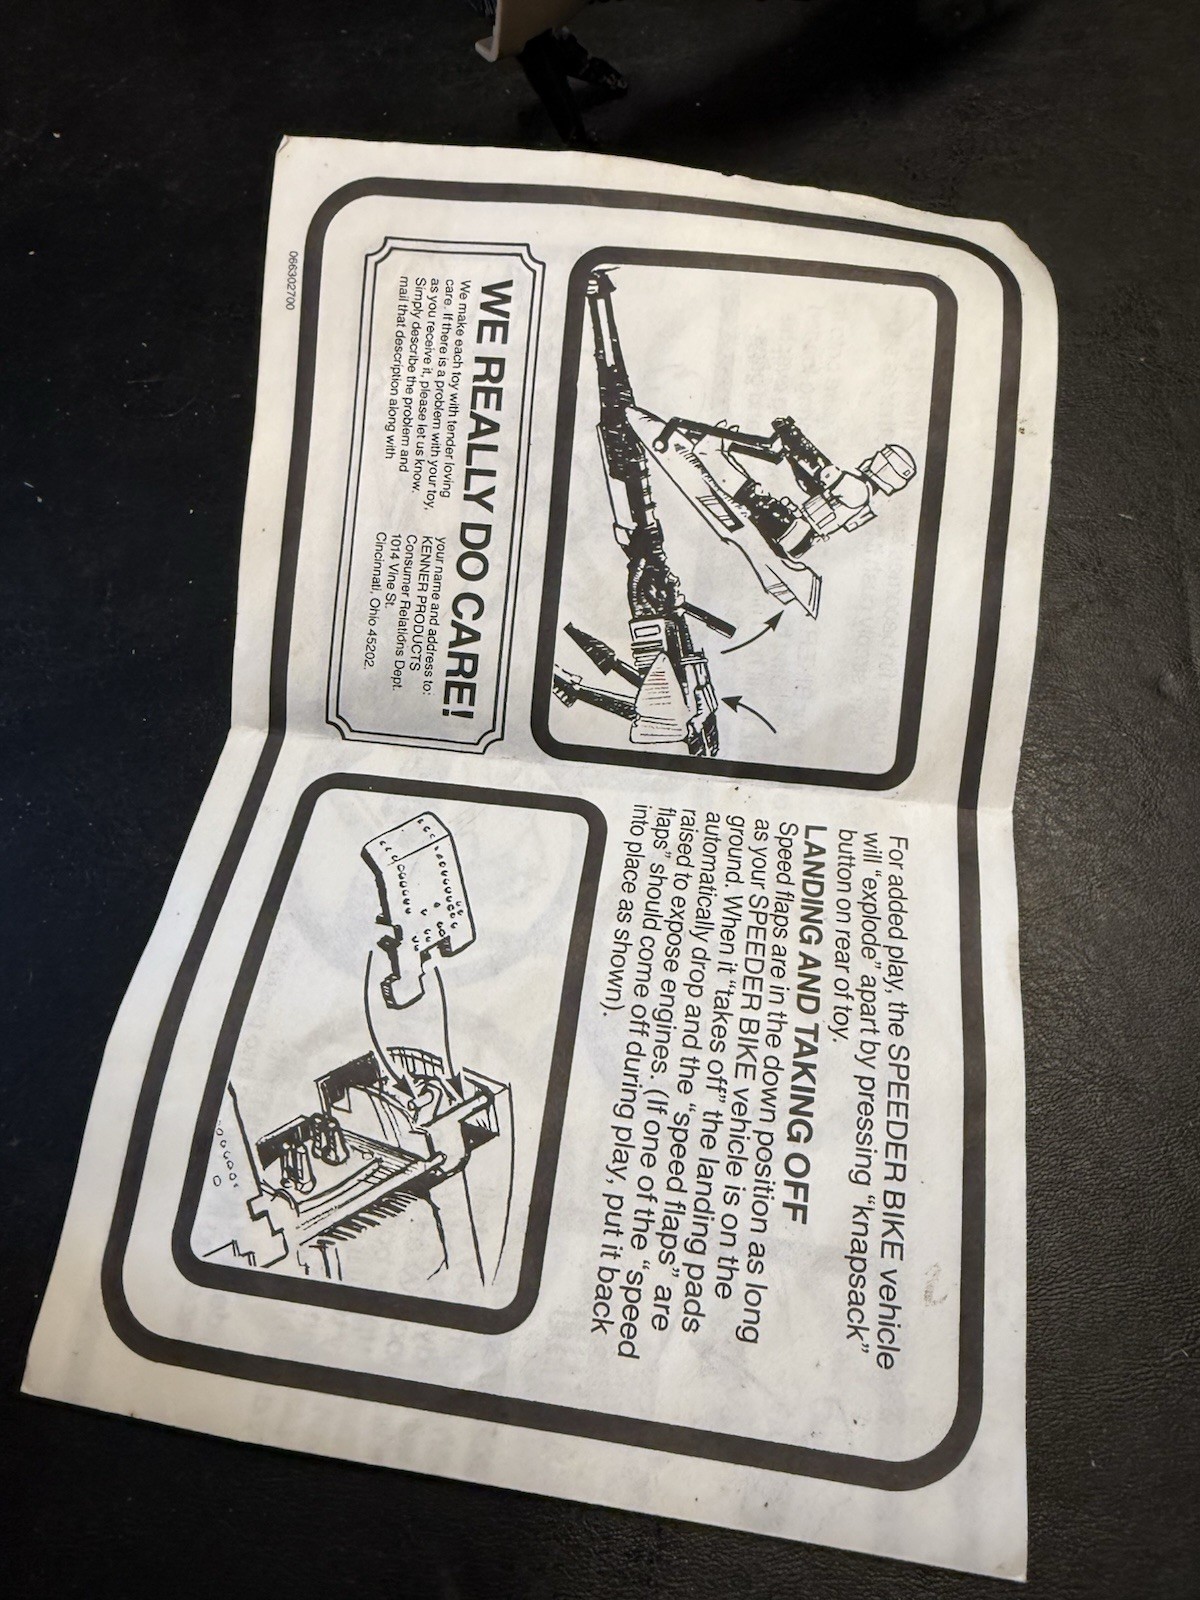 For added play, the SPEEDER BIKE vehicle
will “explode” apart by pressing “knapsack”
button on rear of toy.
LANDING AND TAKING OFF
Speed flaps are in the down position as long
as your SPEEDER BIKE vehicle is on the
ground. When it “takes off” the landing pads
automatically drop and the “speed flaps” are
raised to expose engines. (If one of the “speed
flaps” should come off during play, put it back
into place as shown).
WE REALLY DO CARE!
We make each toy with tender loving
care. If there is a problem with your toy,
as you receive it, please let us know.
Simply describe the problem and
mail that description along with
your name and address to:
KENNER PRODUCTS
Consumer Relations Dept.
1014 Vine St.
Cincinnati, Ohio 45202.
066302700